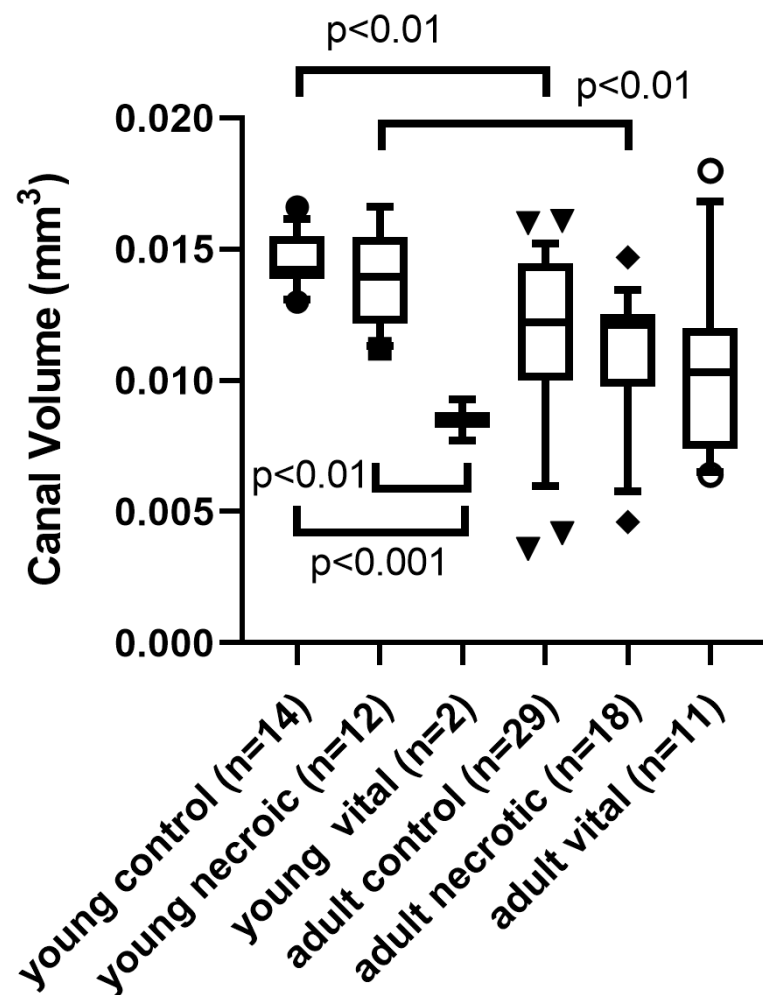 p<0.01
p<0.01
0.020
0.015
0.010
0.005
0.000
Canal Volume (mm³)
p<0.01
p<0.001
young control (n=14)
young necroic (n=12)
young  vital (n=2)
adult control (n=29)
adult necrotic (n=18)
adult vital (n=11)